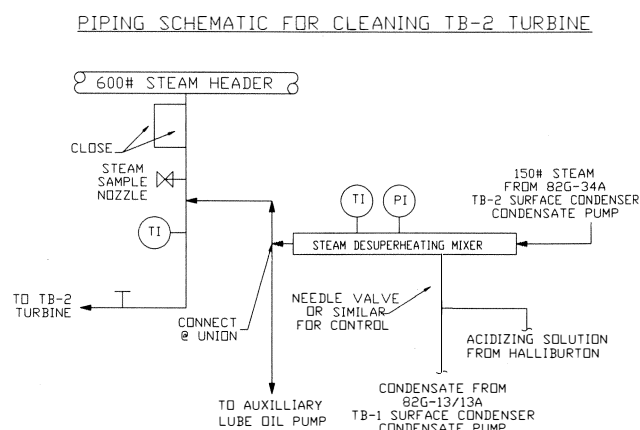 PIPING SCHEMATIC FOR CLEANING TB-2 TURBINE
600# STEAM HEADER
CLOSE
STEAM
SAMPLE
NOZZLE
TI
TO TB-2
TURBINE
CONNECT
@ UNION
TO AUXILLIARY
LUBE OIL PUMP
TI
PI
STEAM DESUPERHEATING MIXER
150# STEAM
FROM 82G-34A
TB-2 SURFACE CONDENSER
CONDENSATE PUMP
NEEDLE VALVE
OR SIMILAR
FOR CONTROL
ACIDIZING SOLUTION
FROM HALLIBURTON
CONDENSATE FROM
82G-13/13A
TB-1 SURFACE CONDENSER
CONDENSATE PUMP